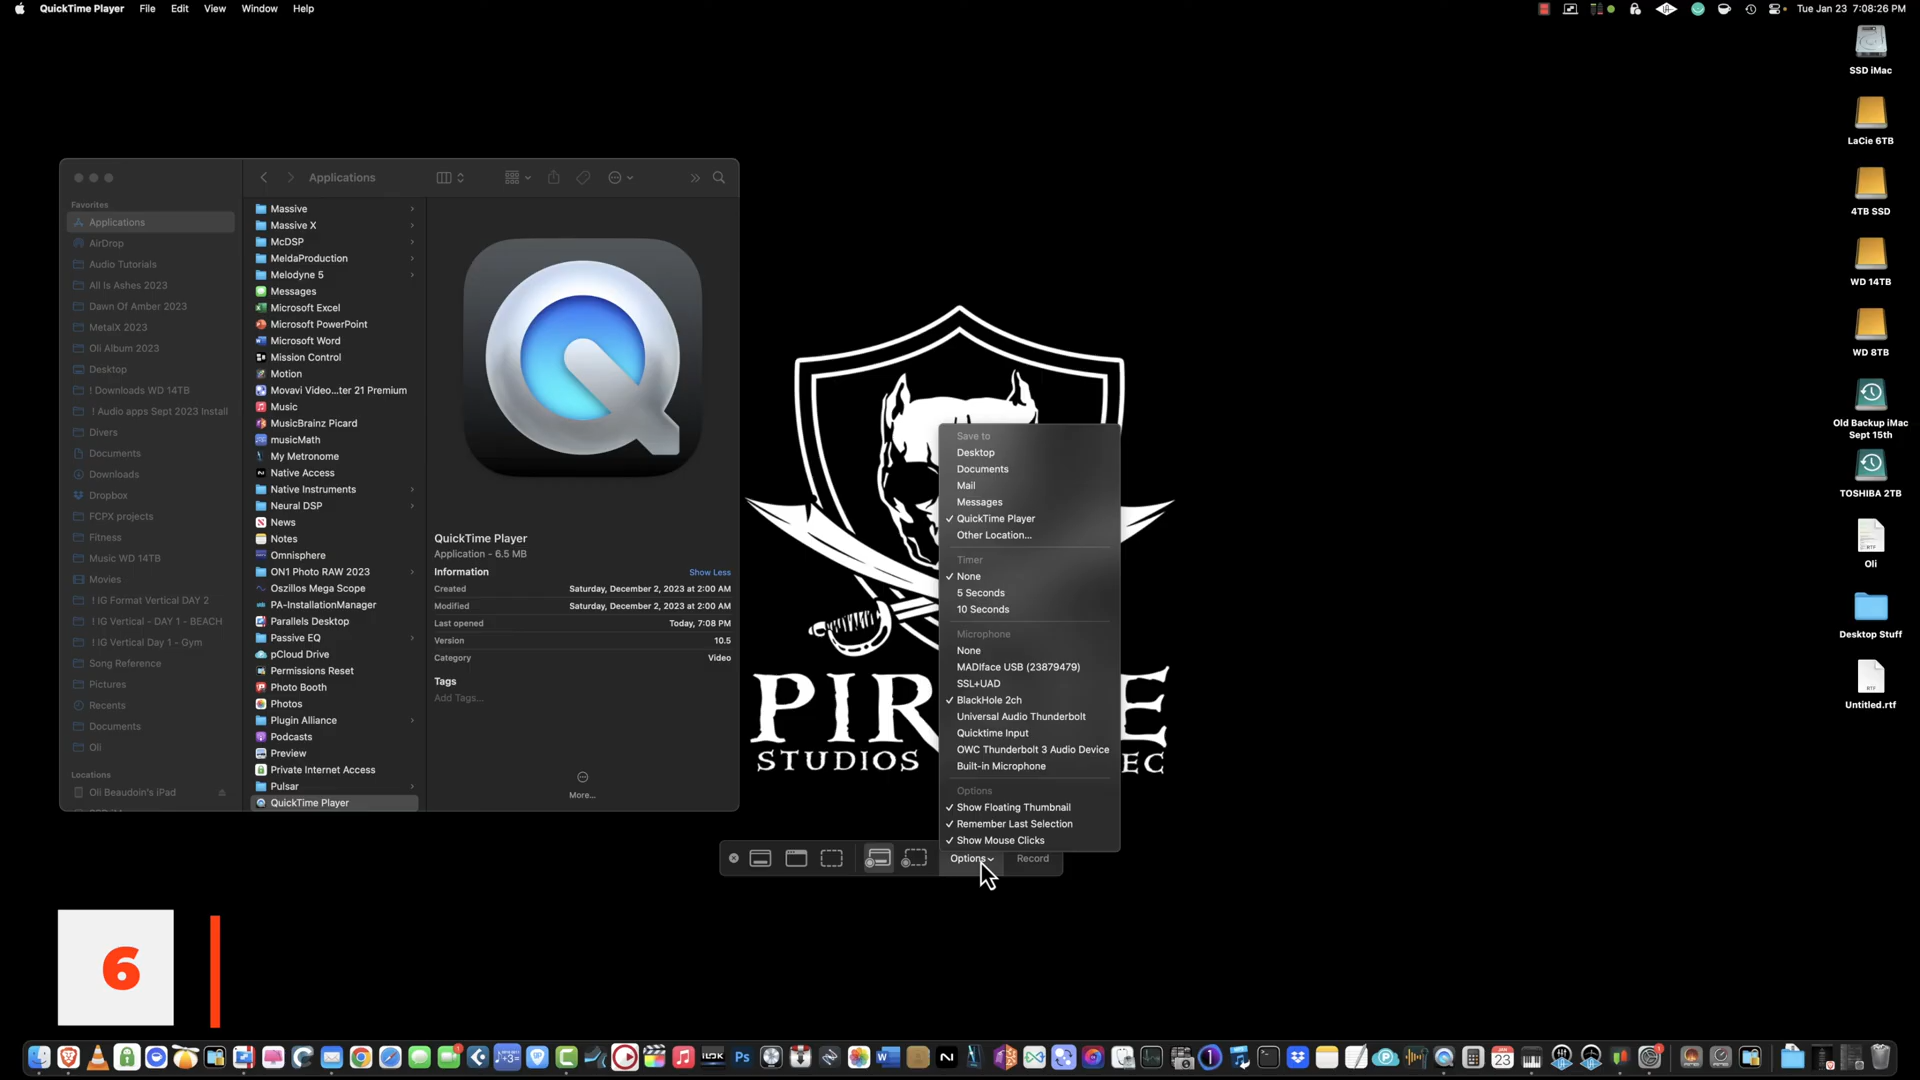 QuickTime Player File Edit View Window Help
Tue Jan 23 7:08:26 PM
SSD iMac
LaCie 6TB
4TB SSD
WD 14TB
WD 8TB
Old Backup iMac
Sept 15th
TOSHIBA 2TB
RTF
Oli
Desktop Stuff
RTF
Untitled.rtf
Applications
Favorites
Applications
AirDrop
Audio Tutorials
All Is Ashes 2023
Dawn Of Amber 2023
MetalX 2023
Oli Album 2023
Desktop
! Downloads WD 14TB
! Audio apps Sept 2023 Install
Divers
Documents
Downloads
Dropbox
FCPX projects
Fitness
Music WD 14TB
Movies
! IG Format Vertical DAY 2
! IG Vertical - DAY 1 - BEACH
! IG Vertical Day 1 - Gym
Song Reference
Pictures
Recents
Documents
Oli
Locations
Oli Beaudoin's iPad
Massive
Massive X
McDSP
MeldaProduction
Melodyne 5
Messages
Microsoft Excel
Microsoft PowerPoint
Microsoft Word
Mission Control
Motion
Movavi Video...ter 21 Premium
Music
MusicBrainz Picard
musicMath
My Metronome
Native Access
Native Instruments
Neural DSP
News
Notes
Omnisphere
ON1 Photo RAW 2023
Oszillos Mega Scope
PA-InstallationManager
Parallels Desktop
Passive EQ
pCloud Drive
Permissions Reset
Photo Booth
Photos
Plugin Alliance
Podcasts
Preview
Private Internet Access
Pulsar
QuickTime Player
QuickTime Player
Application - 6.5 MB
Information Show Less
Created Saturday, December 2, 2023 at 2:00 AM
Modified Saturday, December 2, 2023 at 2:00 AM
Last opened Today, 7:08 PM
Version 10.5
Category Video
Tags
Add Tags...
More...
Save to
Desktop
Documents
Mail
Messages
✓ QuickTime Player
Other Location...
Timer
✓ None
5 Seconds
10 Seconds
Microphone
None
MADIface USB (23879479)
SSL+UAD
✓ BlackHole 2ch
Universal Audio Thunderbolt
Quicktime Input
OWC Thunderbolt 3 Audio Device
Built-in Microphone
Options
✓ Show Floating Thumbnail
✓ Remember Last Selection
✓ Show Mouse Clicks
Options Record
STUDIOS
6